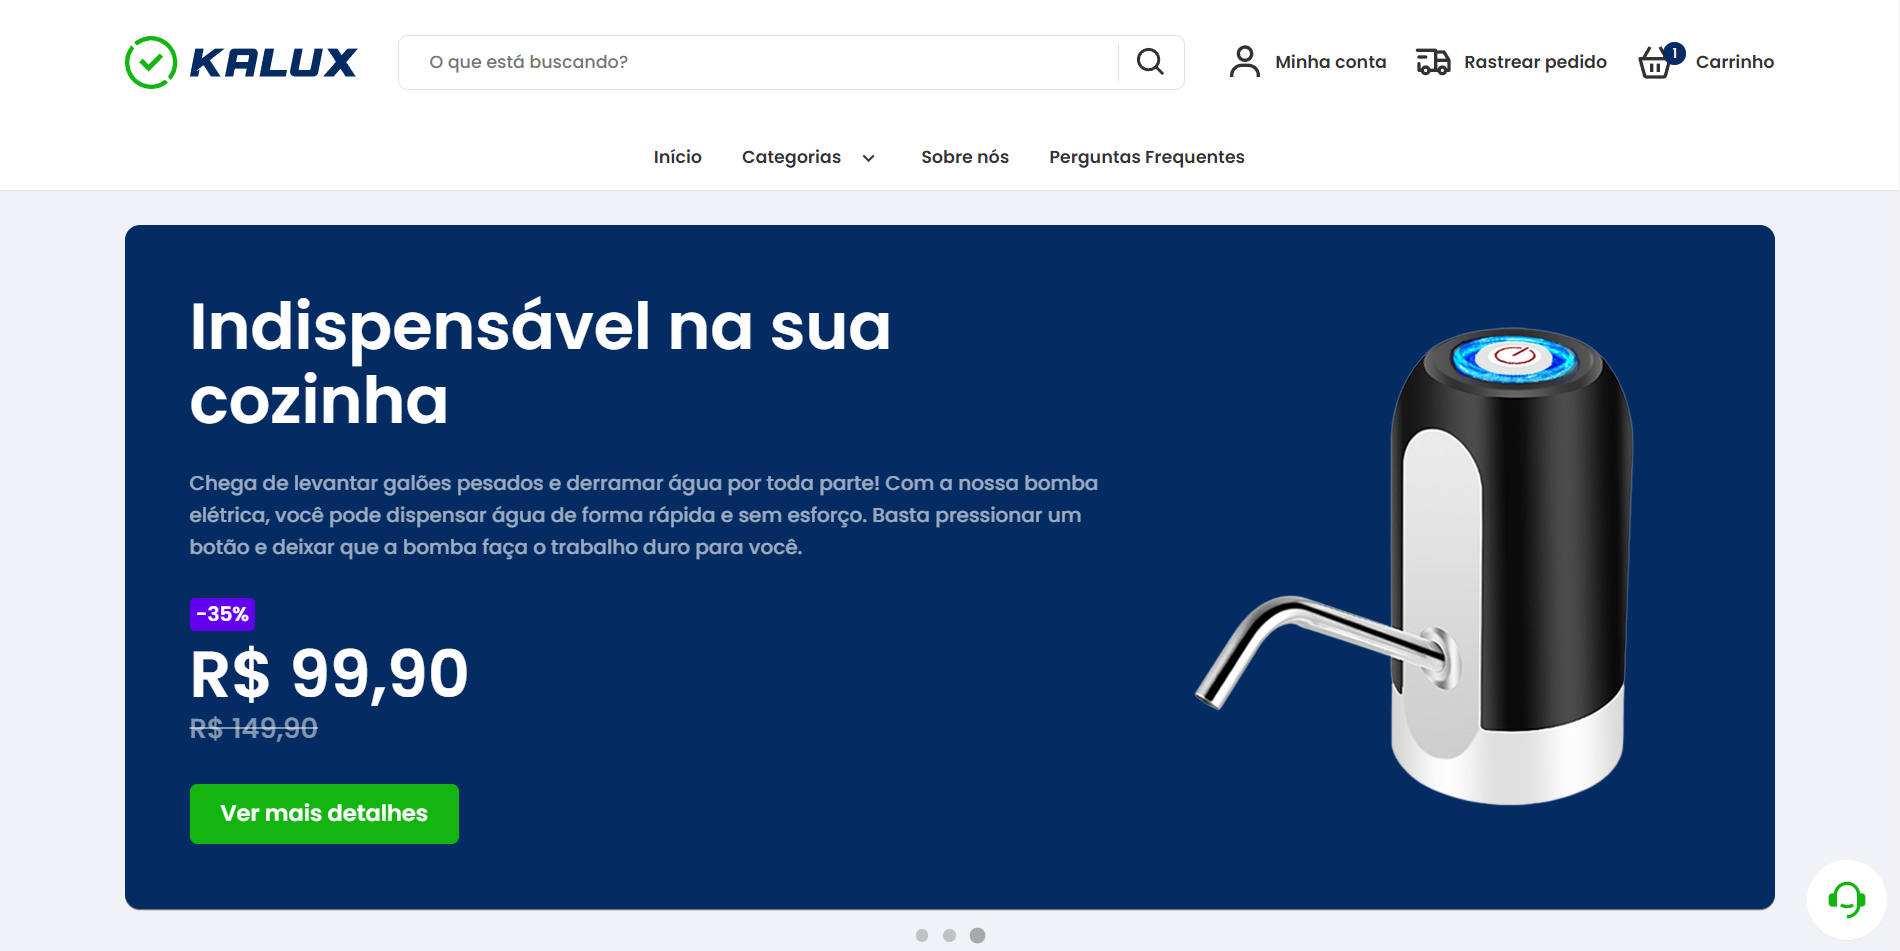 KALUX
O que está buscando?
Minha conta
Rastrear pedido
1
Carrinho
Início
Categorias
Sobre nós
Perguntas Frequentes
Indispensável na sua
cozinha
Chega de levantar galões pesados e derramar água por toda parte! Com a nossa bomba
elétrica, você pode dispensar água de forma rápida e sem esforço. Basta pressionar um
botão e deixar que a bomba faça o trabalho duro para você.
-35%
R$ 99,90
R$ 149,90
Ver mais detalhes